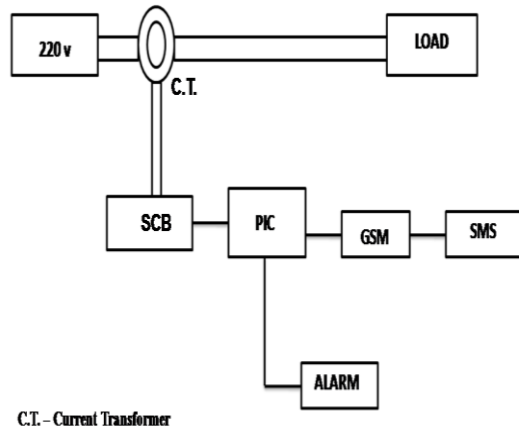 220 v
LOAD
C.T.
SCB
PIC
GSM
SMS
ALARM
C.T. – Current Transformer